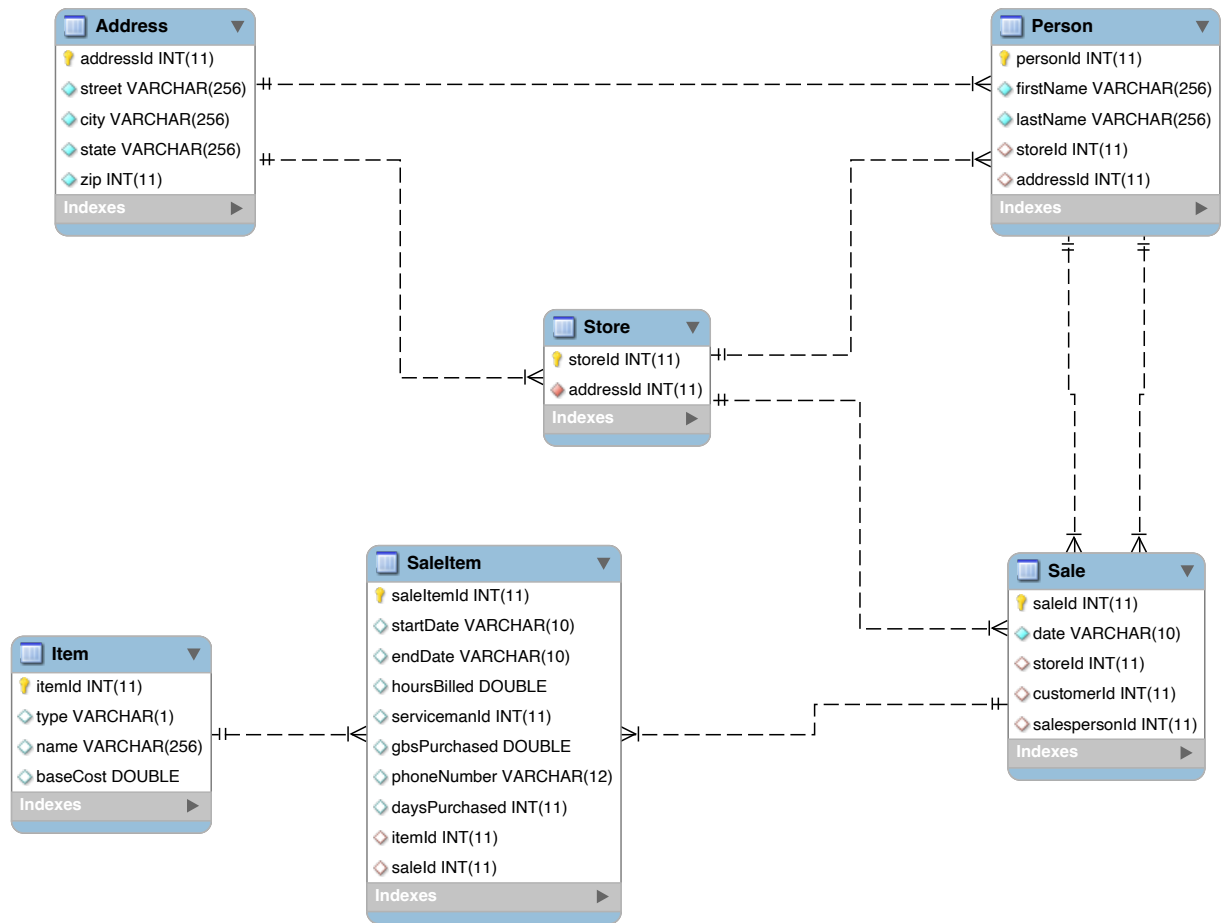 Address
addressId INT(11)
street VARCHAR(256)
city VARCHAR(256)
state VARCHAR(256)
zip INT(11)
Indexes
Person
personId INT(11)
firstName VARCHAR(256)
lastName VARCHAR(256)
storeId INT(11)
addressId INT(11)
Indexes
Store
storeId INT(11)
addressId INT(11)
Indexes
SaleItem
saleItemId INT(11)
startDate VARCHAR(10)
endDate VARCHAR(10)
hoursBilled DOUBLE
servicemanId INT(11)
gbsPurchased DOUBLE
phoneNumber VARCHAR(12)
daysPurchased INT(11)
itemId INT(11)
saleId INT(11)
Indexes
Sale
saleId INT(11)
date VARCHAR(10)
storeId INT(11)
customerId INT(11)
salespersonId INT(11)
Indexes
Item
itemId INT(11)
type VARCHAR(1)
name VARCHAR(256)
baseCost DOUBLE
Indexes